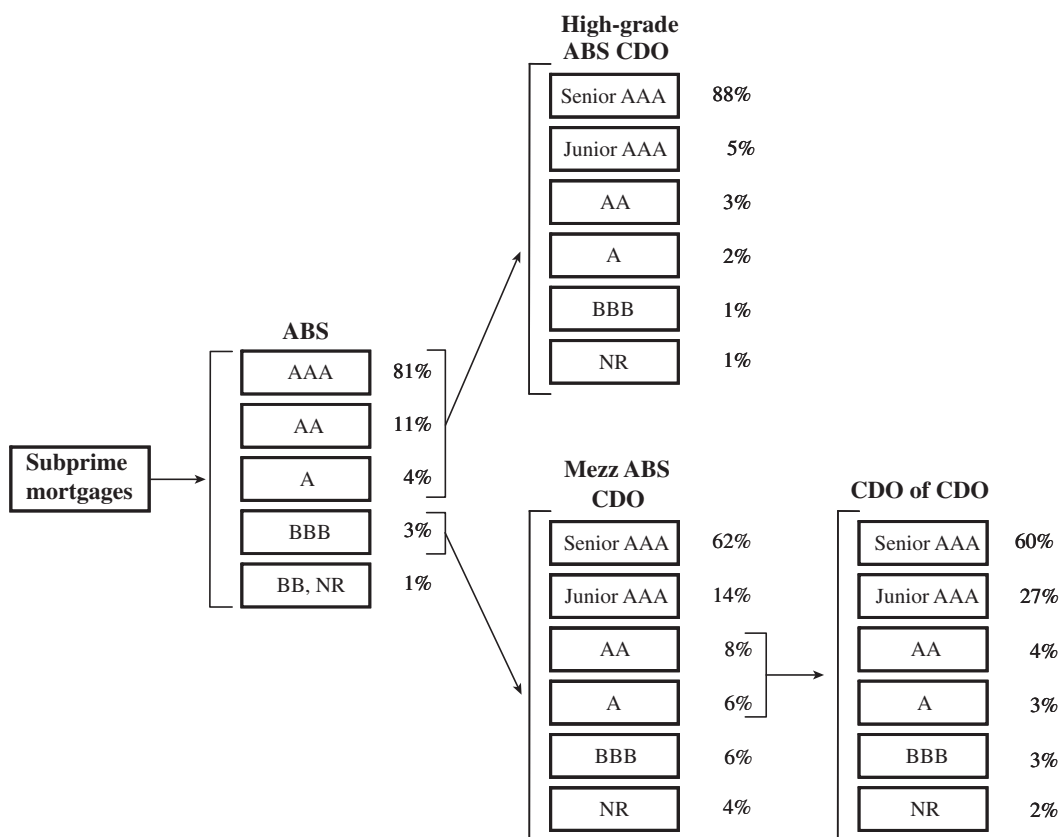 High-grade
ABS CDO
Senior AAA 88%
Junior AAA 5%
AA 3%
A 2%
BBB 1%
NR 1%
ABS
AAA 81%
AA 11%
A 4%
BBB 3%
BB, NR 1%
Subprime
mortgages
Mezz ABS
CDO
Senior AAA 62%
Junior AAA 14%
AA 8%
A 6%
BBB 6%
NR 4%
CDO of CDO
Senior AAA 60%
Junior AAA 27%
AA 4%
A 3%
BBB 3%
NR 2%